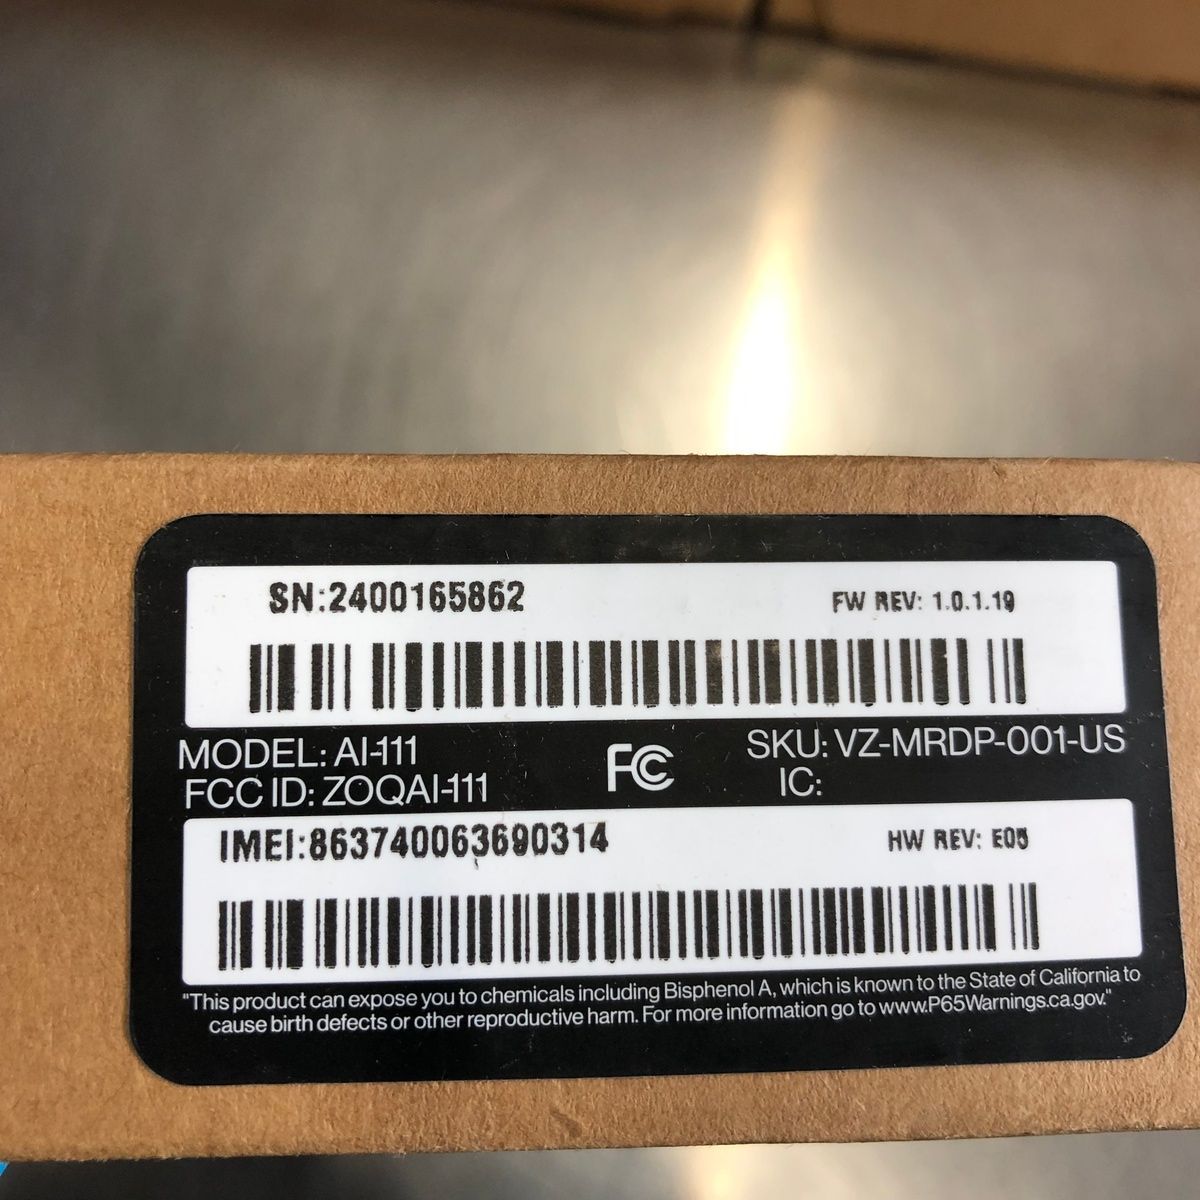 SN:2400165862
FW REV: 1.0.1.19
MODEL: AI-111
FCC ID: ZOQAI-111
FC
SKU: VZ-MRDP-001-US
IC:
IMEI:863740063690314
HW REV: E05
"This product can expose you to chemicals including Bisphenol A, which is known to the State of California to
cause birth defects or other reproductive harm. For more information go to www.P65Warnings.ca.gov."